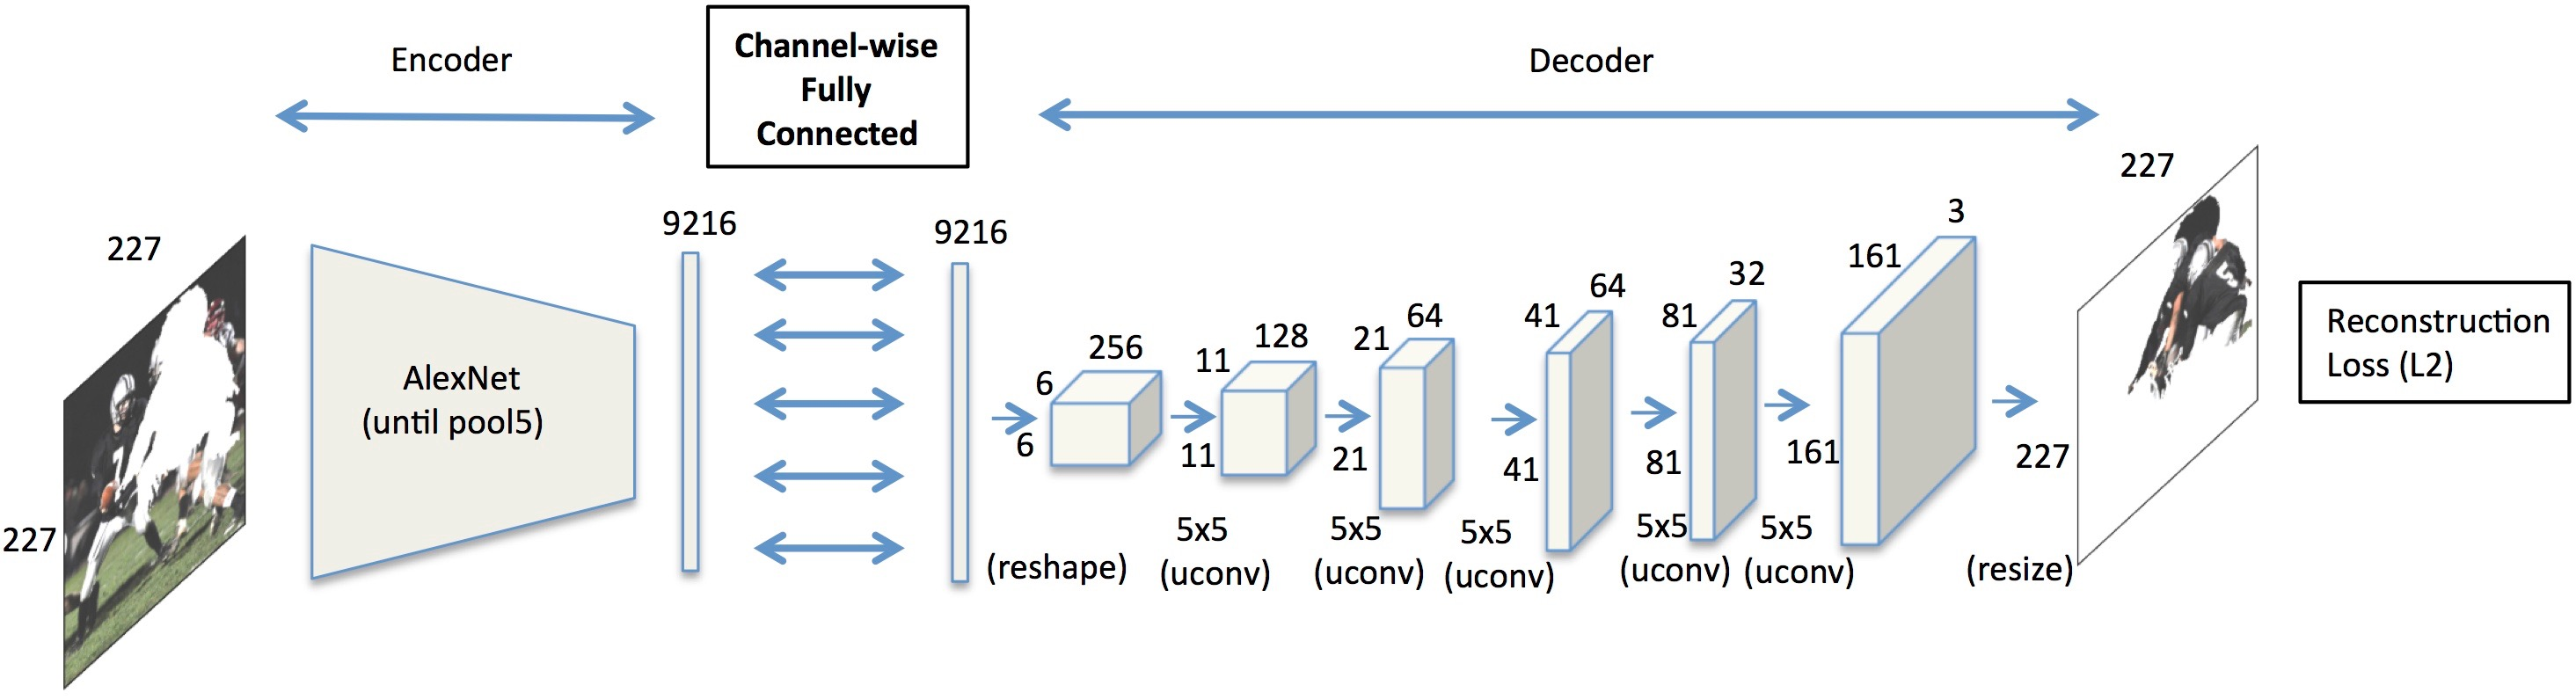 Encoder
Channel-wise
Fully
Connected
Decoder
227
227
AlexNet
(until pool5)
9216
9216
(reshape)
256
6
6
5x5
(uconv)
128
11
11
5x5
(uconv)
64
21
21
5x5
(uconv)
64
41
41
5x5
(uconv)
32
81
81
5x5
(uconv)
3
161
161
(resize)
227
227
5
Reconstruction
Loss (L2)